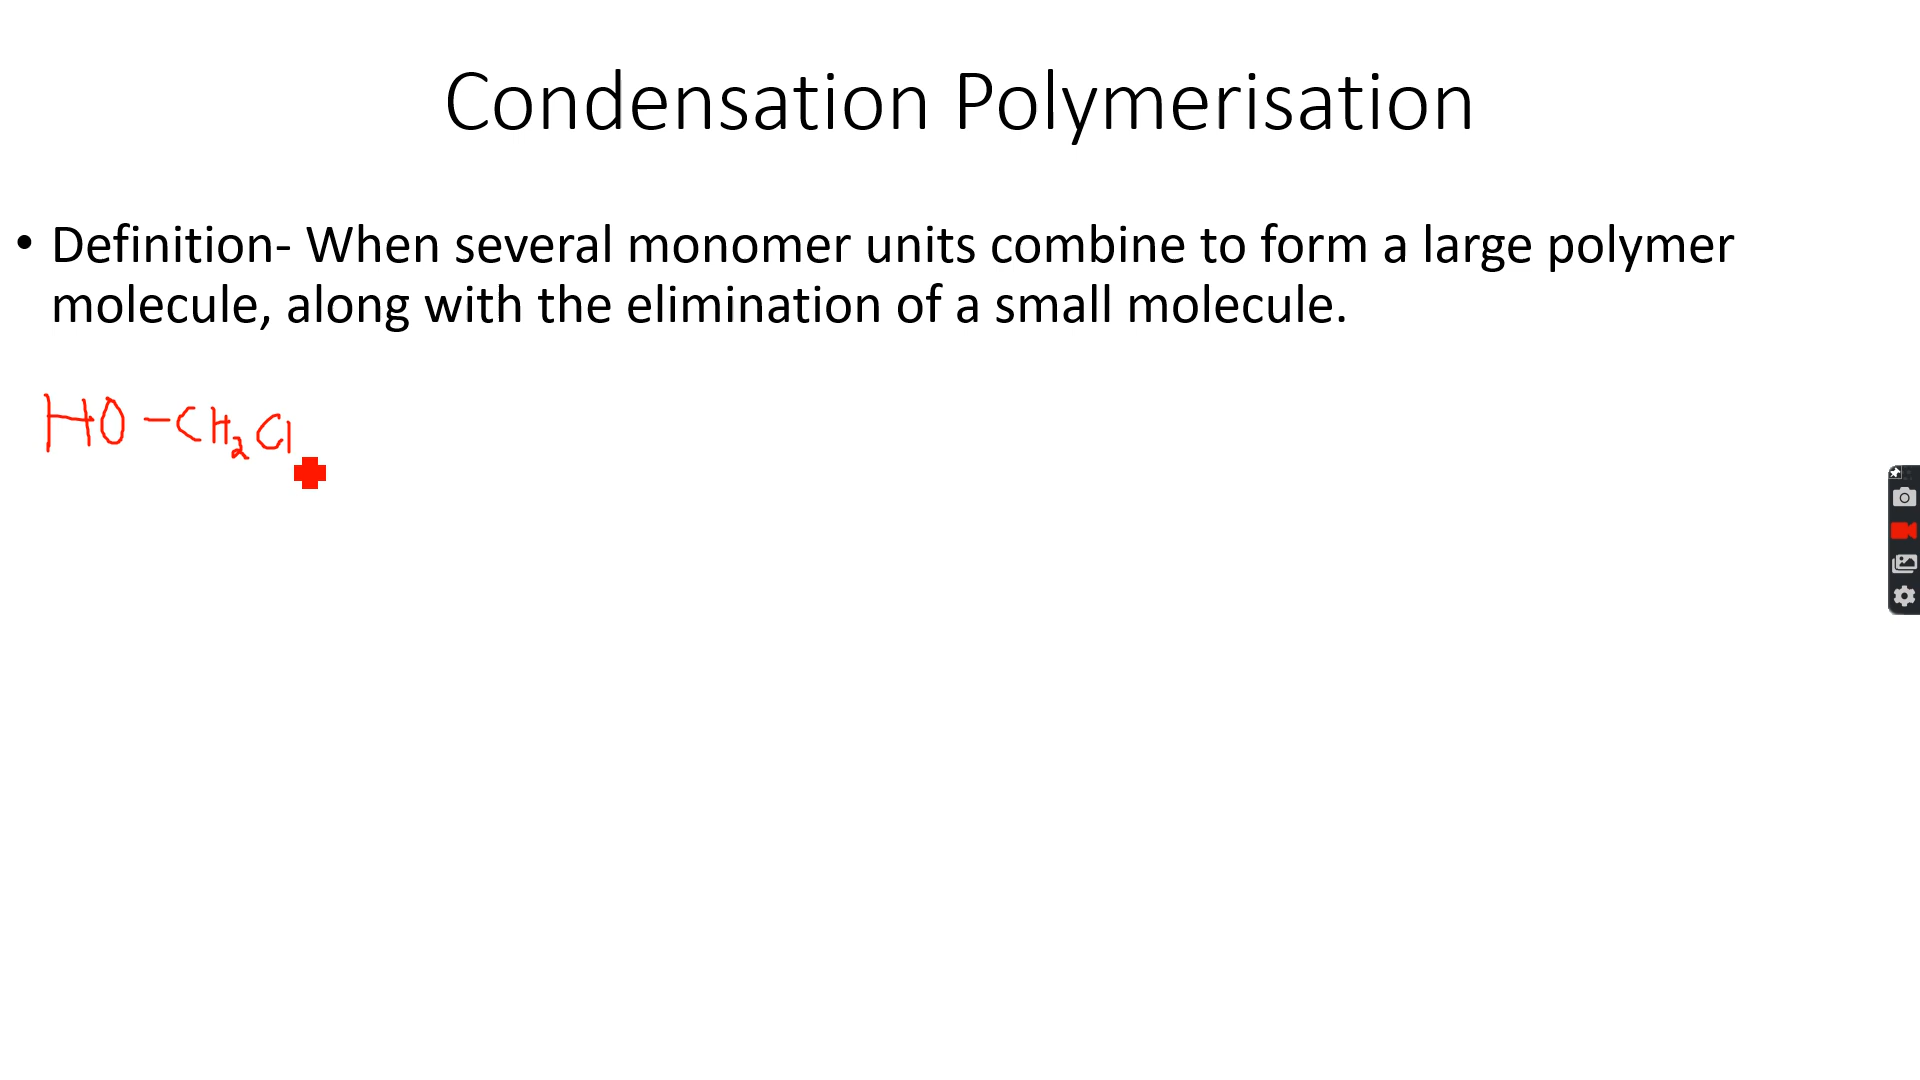 Condensation Polymerisation
• Definition- When several monomer units combine to form a large polymer
molecule, along with the elimination of a small molecule.
HO-CH₂Cl